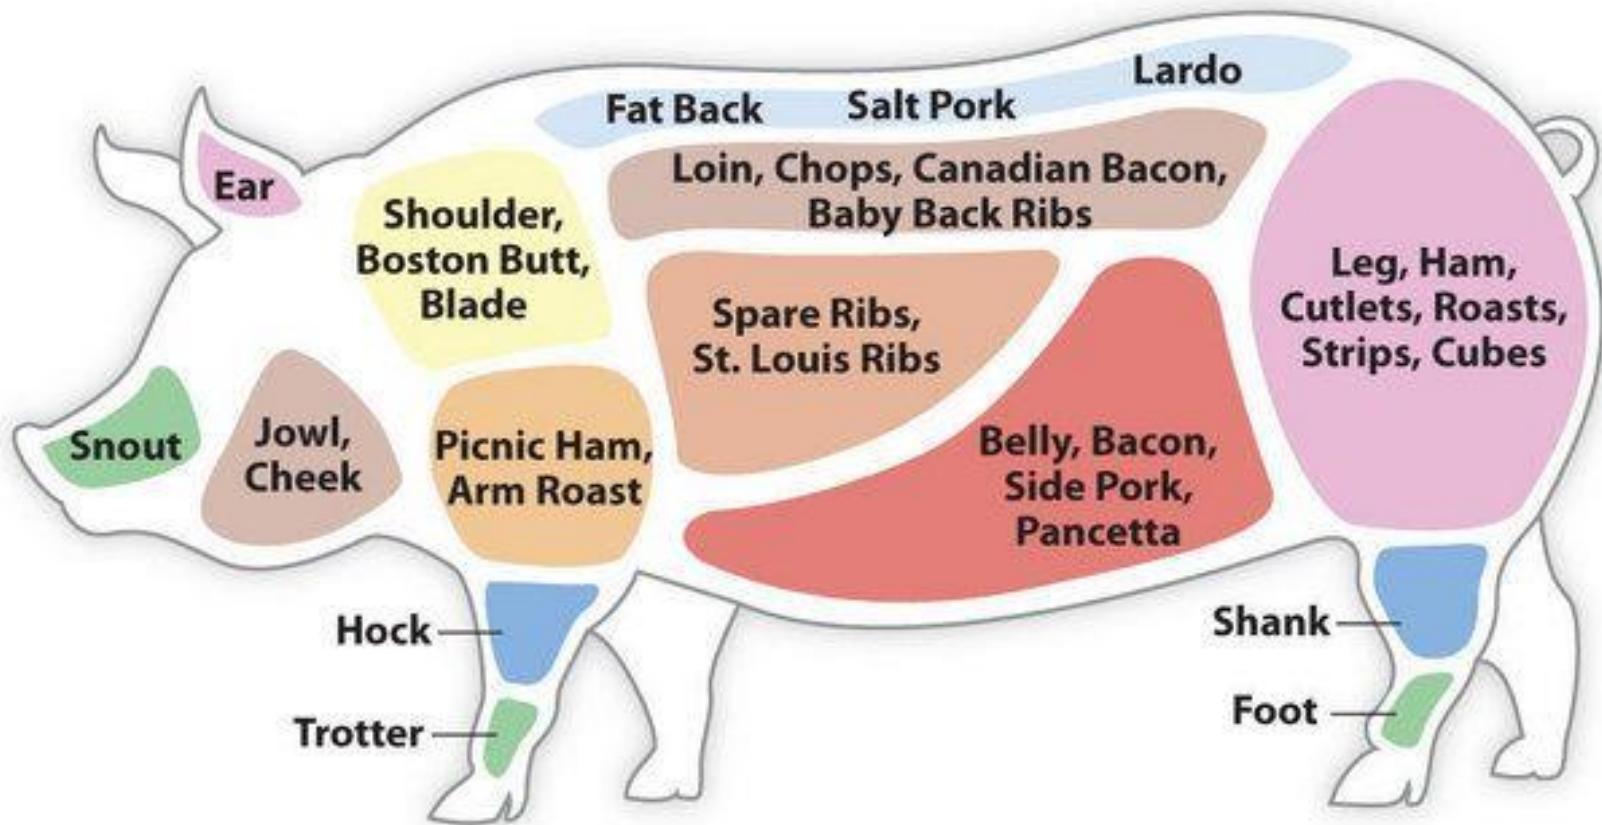 Lardo
Fat Back
Salt Pork
Ear
Loin, Chops, Canadian Bacon,
Baby Back Ribs
Shoulder,
Boston Butt,
Blade
Spare Ribs,
St. Louis Ribs
Leg, Ham,
Cutlets, Roasts,
Strips, Cubes
Snout
Jowl,
Cheek
Picnic Ham,
Arm Roast
Belly, Bacon,
Side Pork,
Pancetta
Hock
Shank
Trotter
Foot